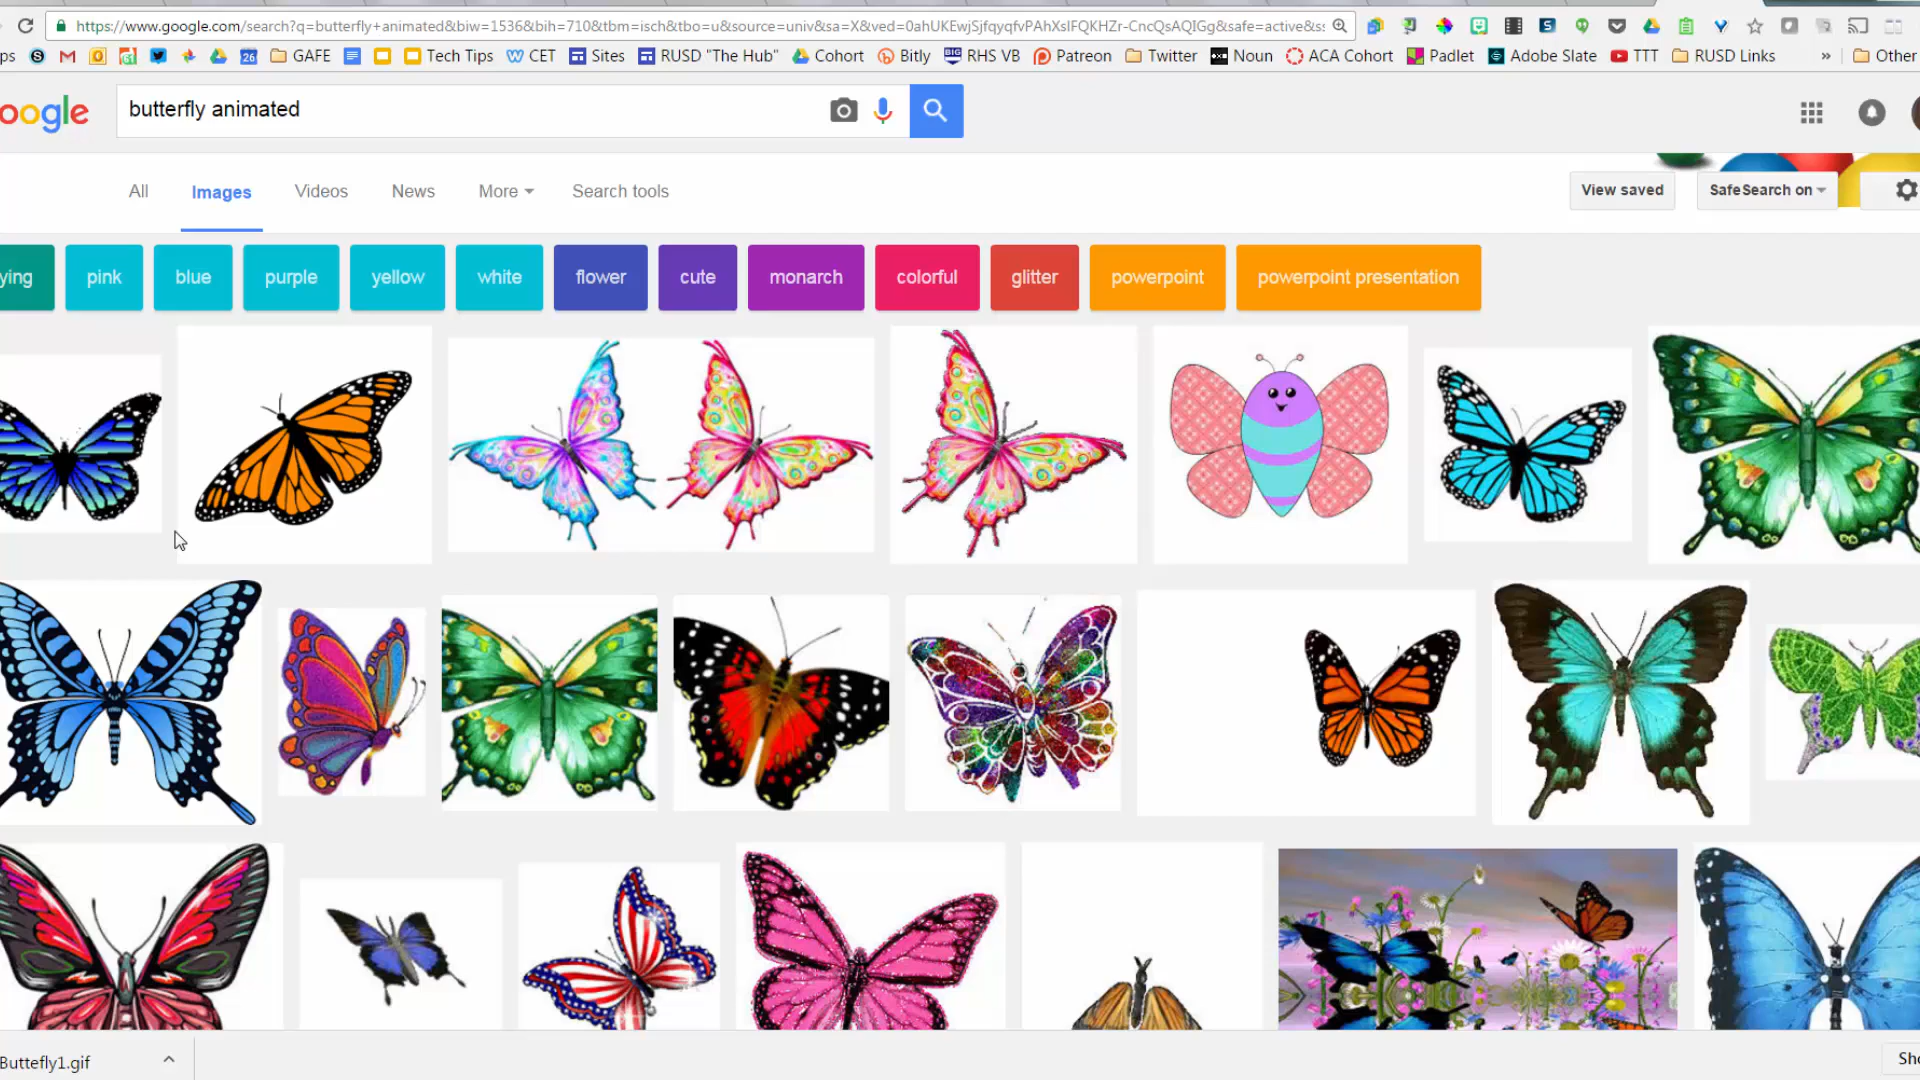 https://www.google.com/search?q=butterfly+animated&biw=1536&bih=710&tbm=isch&tbo=u&source=univ&sa=X&ved=0ahUKEwjSjfqyqfvPAhXslFQKHZr-CncQsAQIGg&safe=active&ss
ps GAFE Tech Tips CET Sites RUSD "The Hub" Cohort Bitly RHS VB Patreon Twitter Noun ACA Cohort Padlet Adobe Slate TTT RUSD Links » Other
oogle butterfly animated
All Images Videos News More Search tools View saved SafeSearch on
ying pink blue purple yellow white flower cute monarch colorful glitter powerpoint powerpoint presentation
Buttefly1.gif Sho